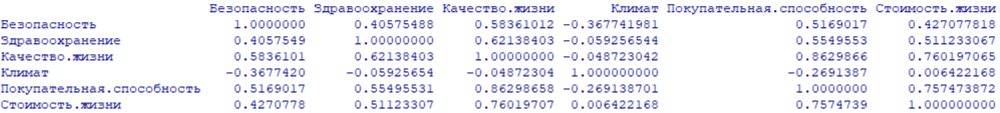 Безопасность Здравоохранение Качество.жизни Климат Покупательная.способность Стоимость.жизни
Безопасность 1.0000000 0.40575488 0.58361012 -0.367741981 0.5169017 0.427077818
Здравоохранение 0.4057549 1.00000000 0.62138403 -0.059256544 0.5549553 0.511233067
Качество.жизни 0.5836101 0.62138403 1.00000000 -0.048723042 0.8629866 0.760197065
Климат -0.3677420 -0.05925654 -0.04872304 1.000000000 -0.2691387 0.006422168
Покупательная.способность 0.5169017 0.55495531 0.86298658 -0.269138701 1.0000000 0.757473872
Стоимость.жизни 0.4270778 0.51123307 0.76019707 0.006422168 0.7574739 1.000000000